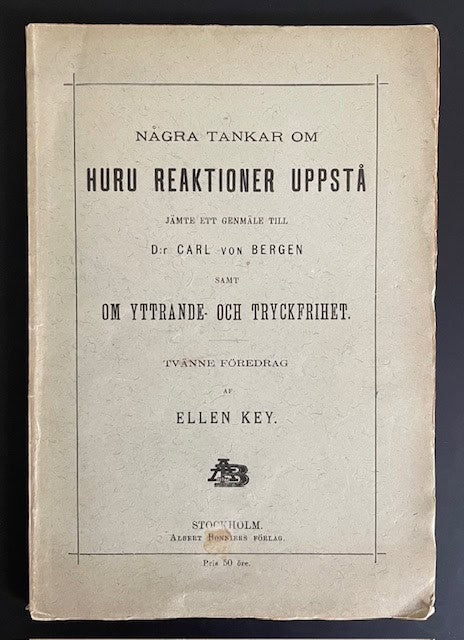 NÅGRA TANKAR OM
HURU REAKTIONER UPPSTÅ
JÄMTE ETT GENMÄLE TILL
D:r CARL VON BERGEN
SAMT
OM YTTRANDE- OCH TRYCKFRIHET.
TVÄNNE FÖREDRAG
AF
ELLEN KEY.
AB
STOCKHOLM.
ALBERT BONNIERS FÖRLAG.
Pris 50 öre.